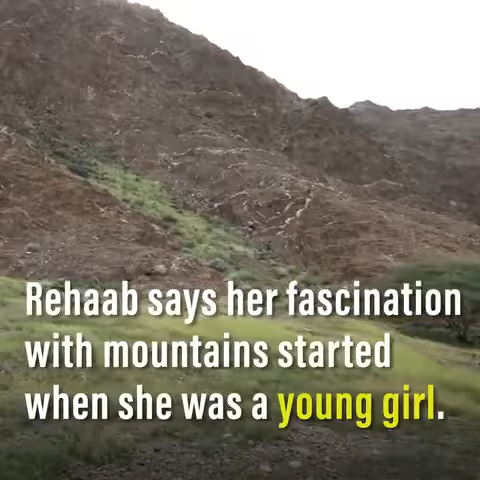 Rehaab says her fascination
with mountains started
when she was a young girl.